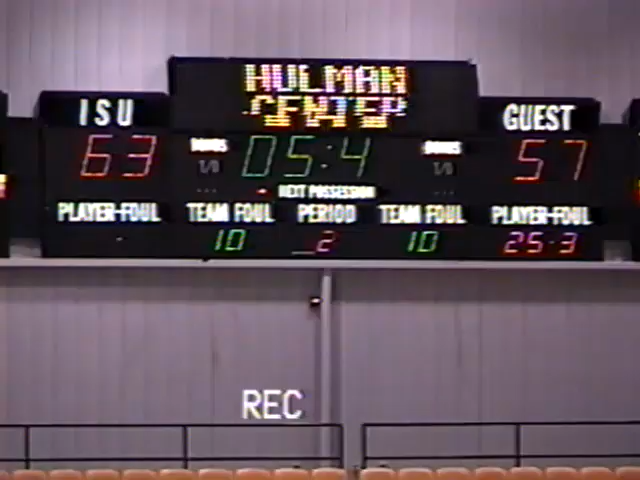 HULMAN
CENTER
ISU GUEST
63 BONUS 05:4 BONUS 57
NEXT POSSESSION
PLAYER-FOUL TEAM FOUL PERIOD TEAM FOUL PLAYER-FOUL
10 2 10 25-3
REC